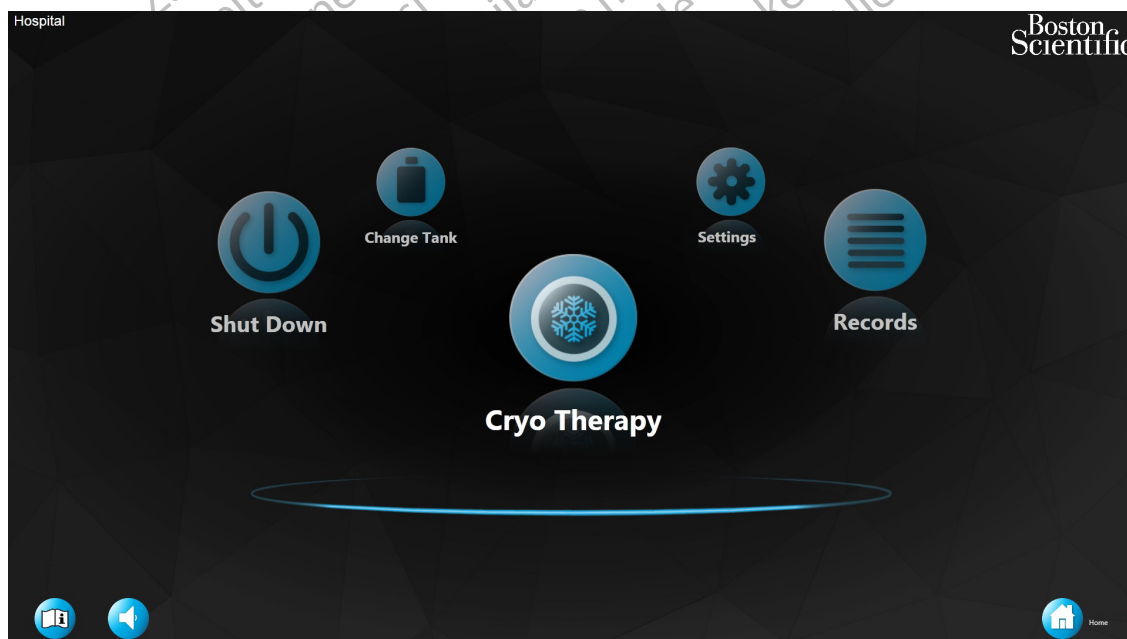 Hospital
Boston
Scientific
Change Tank
Settings
Shut Down
Records
Cryo Therapy
Home